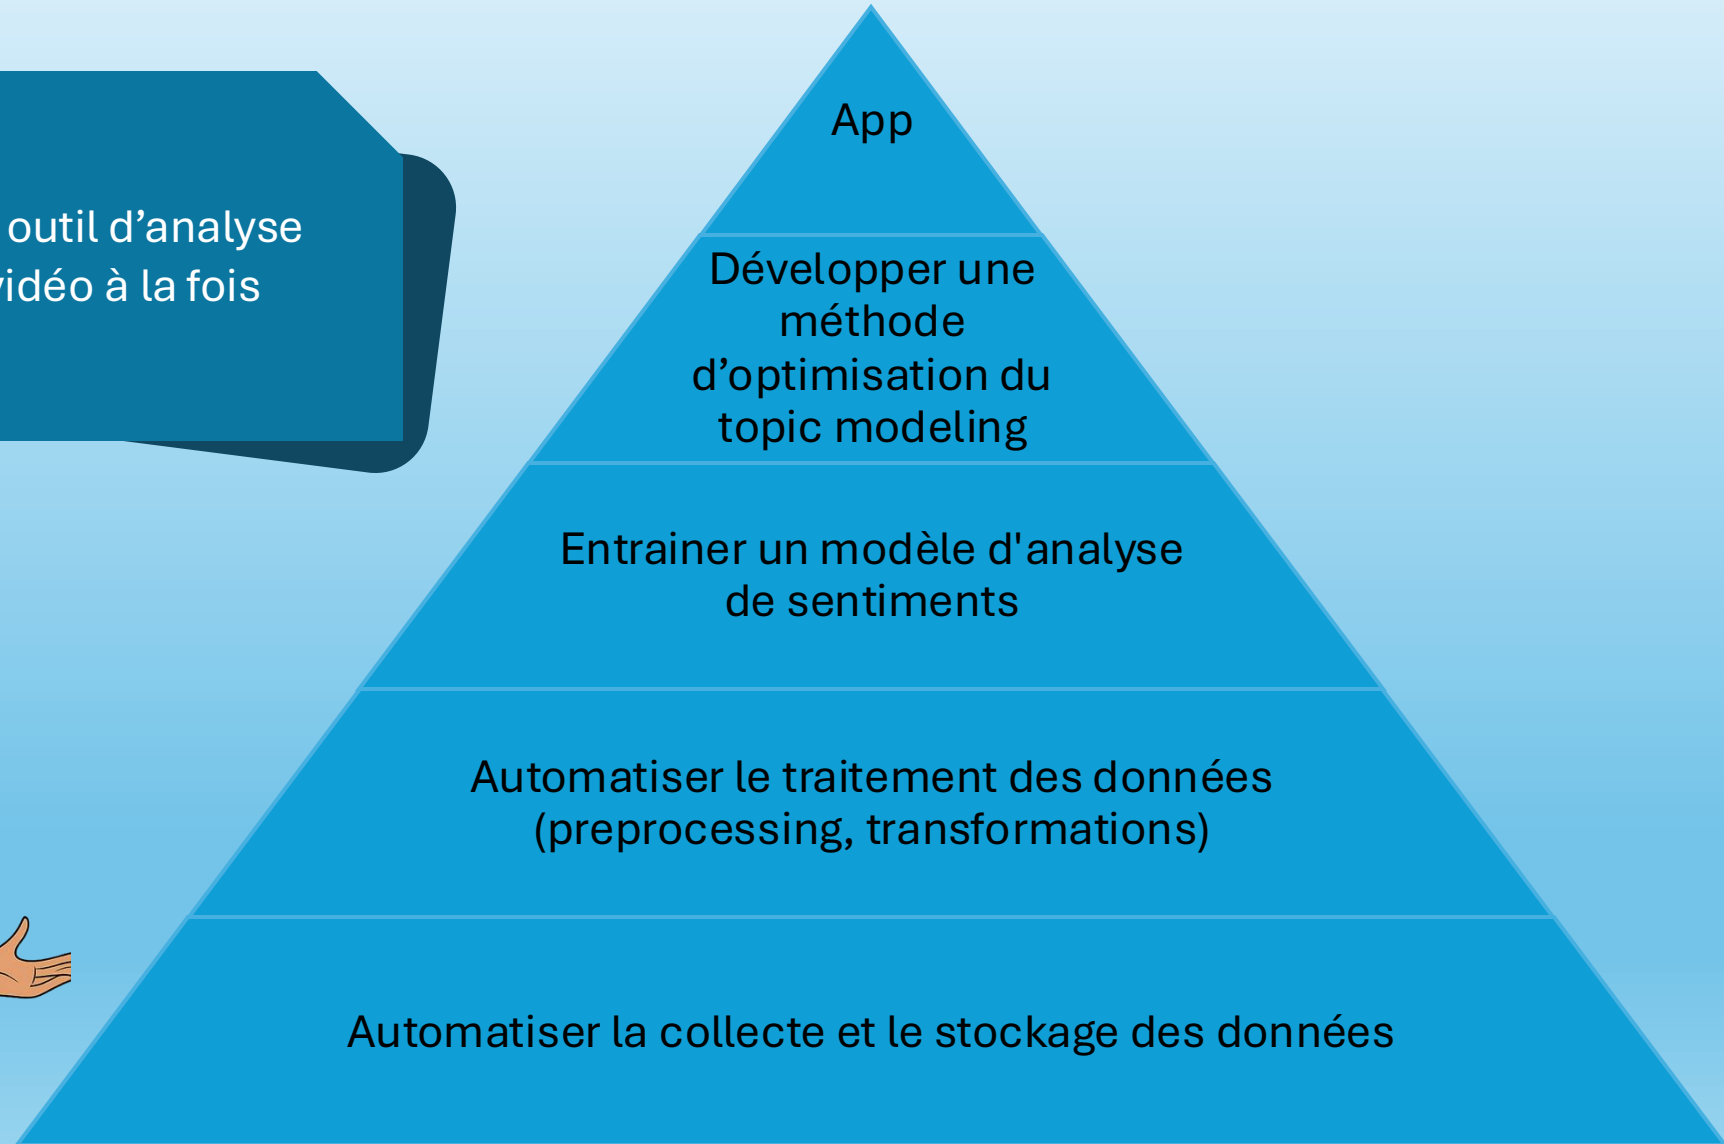 outil d’analyse
vidéo à la fois
App
Développer une
méthode
d’optimisation du
topic modeling
Entrainer un modèle d'analyse
de sentiments
Automatiser le traitement des données
(preprocessing, transformations)
Automatiser la collecte et le stockage des données